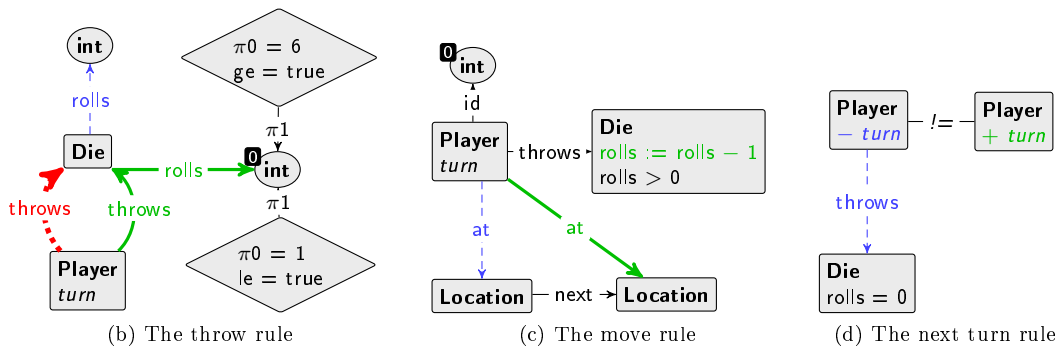 int
rolls
Die
throws
throws
Player
turn
rolls
π0 = 6
ge = true
π1
0
int
π1
π0 = 1
le = true
(b) The throw rule
0
int
id
Player
turn
throws
Die
rolls := rolls − 1
rolls > 0
at
at
Location
next
Location
(c) The move rule
Player
− turn
!=
Player
+ turn
throws
Die
rolls = 0
(d) The next turn rule